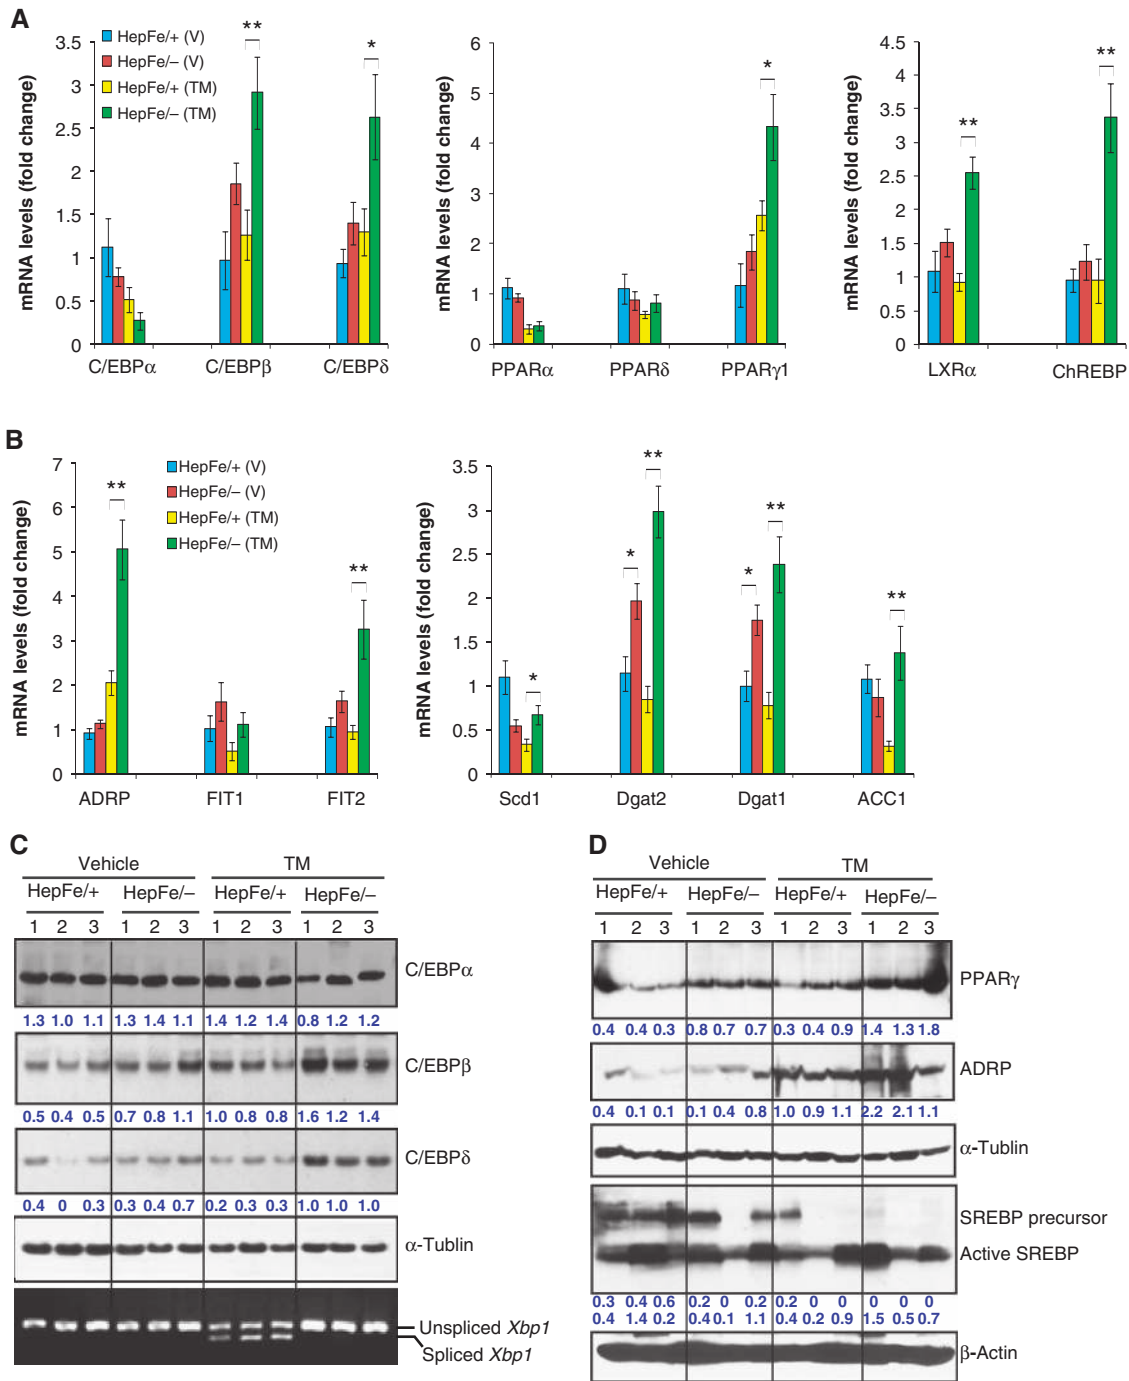 A
HepFe/+ (V)
HepFe/− (V)
HepFe/+ (TM)
HepFe/− (TM)
mRNA levels (fold change)
3.5
3
2.5
2
1.5
1
0.5
0
** *
C/EBPα C/EBPβ C/EBPδ
mRNA levels (fold change)
6
5
4
3
2
1
0
*
PPARα PPARδ PPARγ1
mRNA levels (fold change)
4.5
4
3.5
3
2.5
2
1.5
1
0.5
0
** **
LXRα ChREBP
B
HepFe/+ (V)
HepFe/− (V)
HepFe/+ (TM)
HepFe/− (TM)
mRNA levels (fold change)
7
6
5
4
3
2
1
0
** **
ADRP FIT1 FIT2
mRNA levels (fold change)
3.5
3
2.5
2
1.5
1
0.5
0
* * ** * ** **
Scd1 Dgat2 Dgat1 ACC1
C
Vehicle TM
HepFe/+ HepFe/− HepFe/+ HepFe/−
1 2 3 1 2 3 1 2 3 1 2 3
C/EBPα
1.3 1.0 1.1 1.3 1.4 1.1 1.4 1.2 1.4 0.8 1.2 1.2
C/EBPβ
0.5 0.4 0.5 0.7 0.8 1.1 1.0 0.8 0.8 1.6 1.2 1.4
C/EBPδ
0.4 0 0.3 0.3 0.4 0.7 0.2 0.3 0.3 1.0 1.0 1.0
α-Tublin
Unspliced Xbp1
Spliced Xbp1
D
Vehicle TM
HepFe/+ HepFe/− HepFe/+ HepFe/−
1 2 3 1 2 3 1 2 3 1 2 3
PPARγ
0.4 0.4 0.3 0.8 0.7 0.7 0.3 0.4 0.9 1.4 1.3 1.8
ADRP
0.4 0.1 0.1 0.1 0.4 0.8 1.0 0.9 1.1 2.2 2.1 1.1
α-Tublin
SREBP precursor
Active SREBP
0.3 0.4 0.6 0.2 0 0.2 0.2 0 0 0 0 0
0.4 1.4 0.2 0.4 0.1 1.1 0.4 0.2 0.9 1.5 0.5 0.7
β-Actin